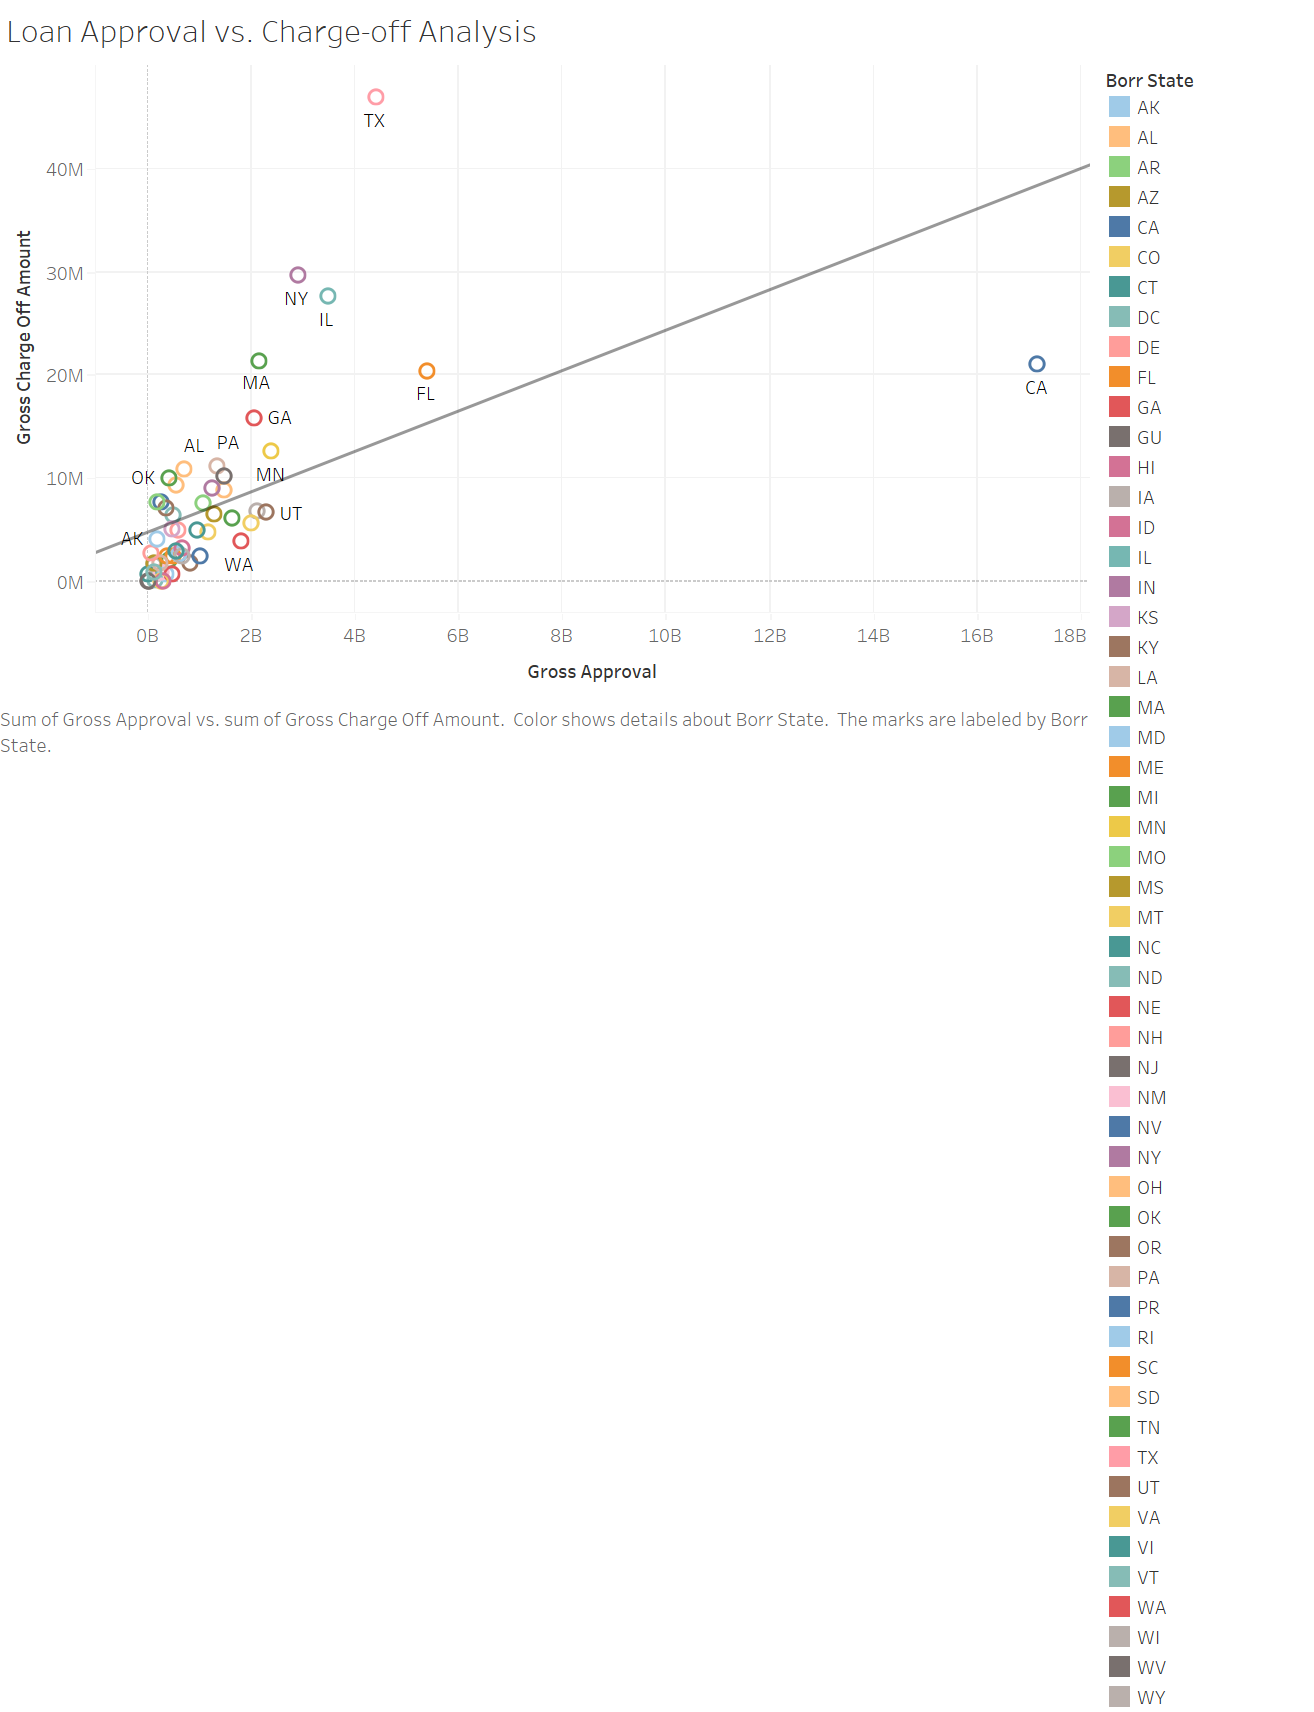 Loan Approval vs. Charge-off Analysis
Borr State
TX
40M
30M
NY
IL
20M
MA
FL
CA
GA
AL
PA
10M
OK
MN
UT
AK
WA
0M
Gross Charge Off Amount
0B
2B
4B
6B
8B
10B
12B
14B
16B
18B
Gross Approval
Sum of Gross Approval vs. sum of Gross Charge Off Amount.  Color shows details about Borr State.  The marks are labeled by Borr
State.
AK
AL
AR
AZ
CA
CO
CT
DC
DE
FL
GA
GU
HI
IA
ID
IL
IN
KS
KY
LA
MA
MD
ME
MI
MN
MO
MS
MT
NC
ND
NE
NH
NJ
NM
NV
NY
OH
OK
OR
PA
PR
RI
SC
SD
TN
TX
UT
VA
VI
VT
WA
WI
WV
WY